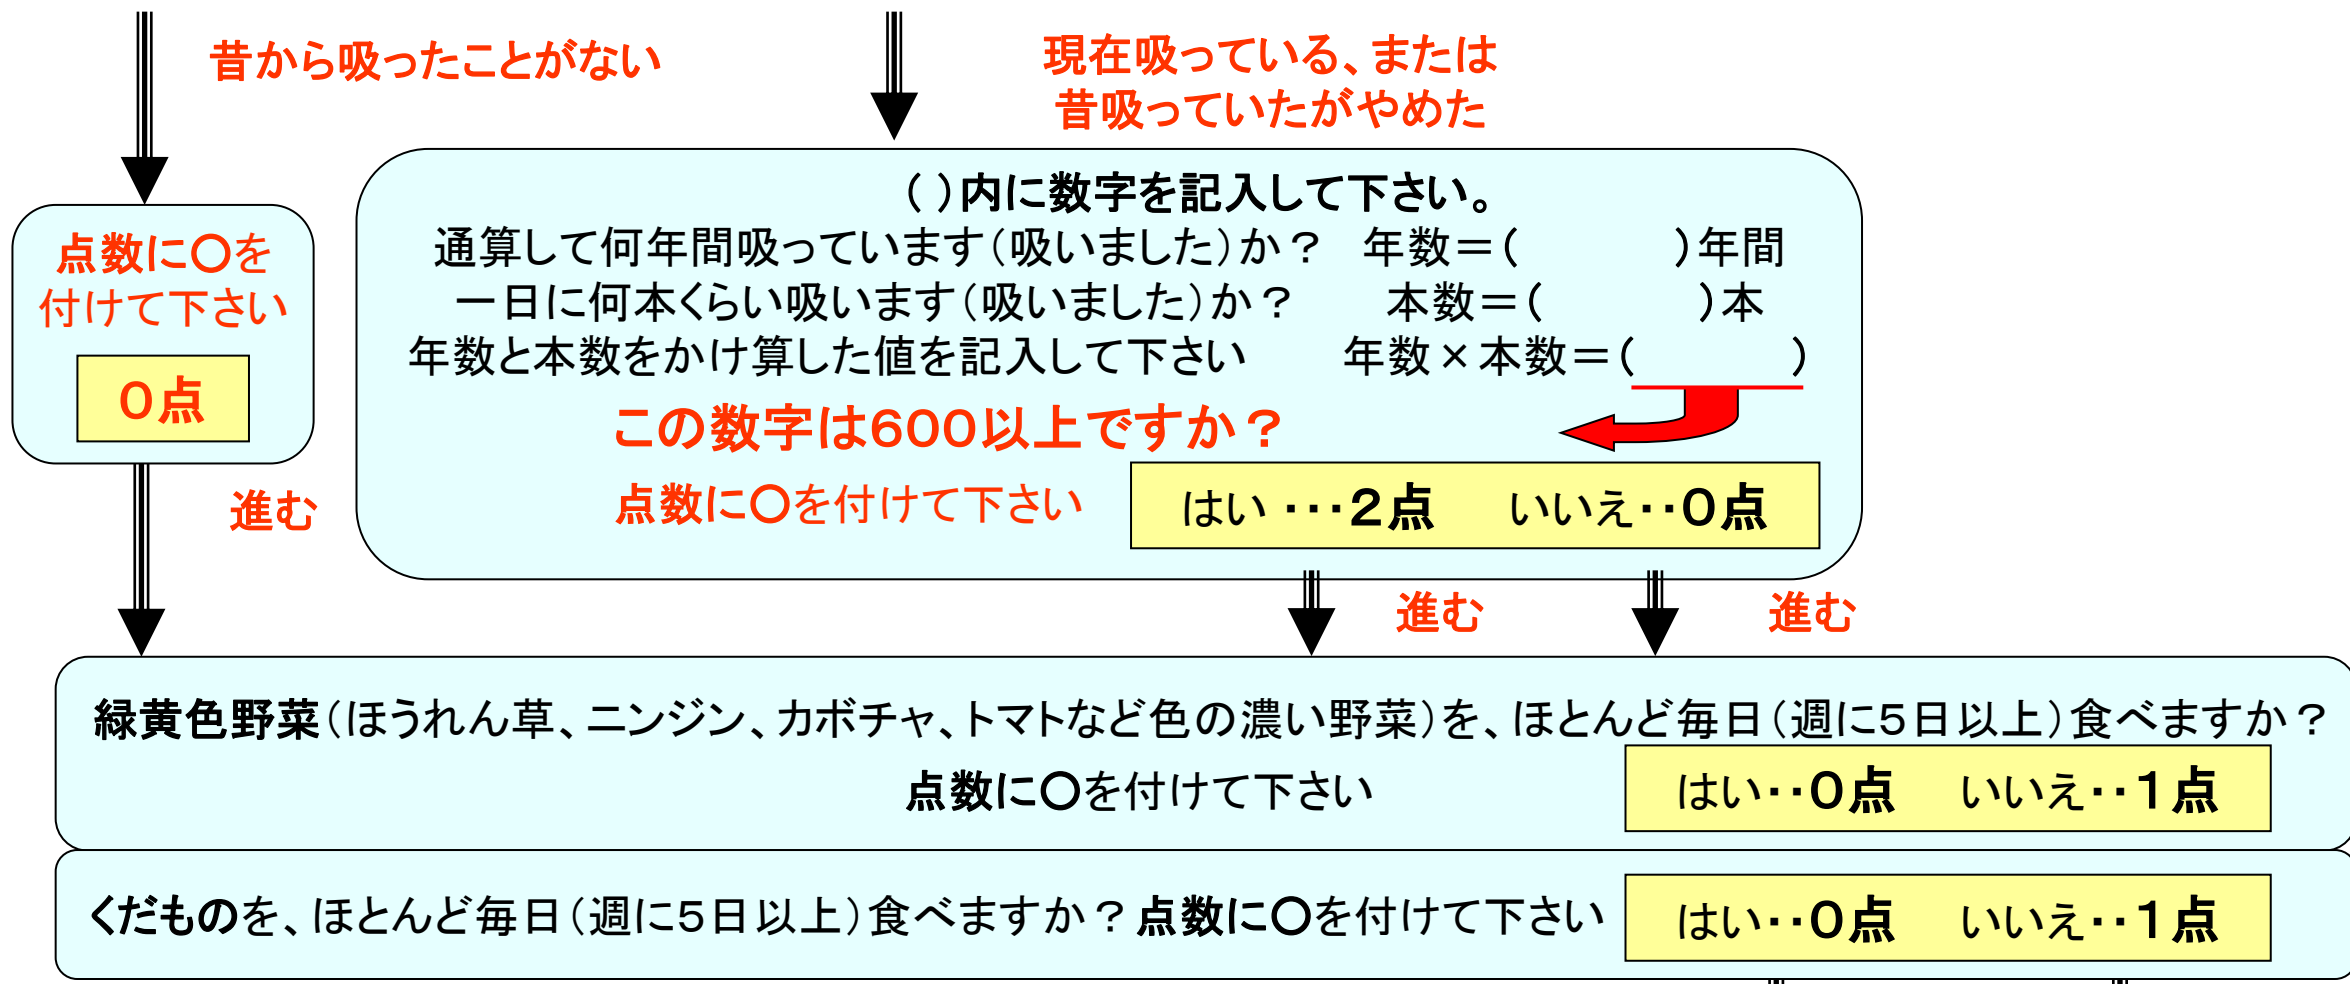 昔から吸ったことがない
現在吸っている、または
昔吸っていたがやめた
点数に○を
付けて下さい
0点
進む
( )内に数字を記入して下さい。
通算して何年間吸っています(吸いました)か? 年数=(　　　)年間
一日に何本くらい吸います(吸いました)か? 本数=(　　　)本
年数と本数をかけ算した値を記入して下さい 年数×本数=(　　　)
この数字は600以上ですか?
点数に○を付けて下さい はい・・・2点 いいえ・・0点
進む 進む
緑黄色野菜(ほうれん草、ニンジン、カボチャ、トマトなど色の濃い野菜)を、ほとんど毎日(週に5日以上)食べますか?
点数に○を付けて下さい はい・・0点 いいえ・・1点
くだものを、ほとんど毎日(週に5日以上)食べますか?点数に○を付けて下さい はい・・0点 いいえ・・1点